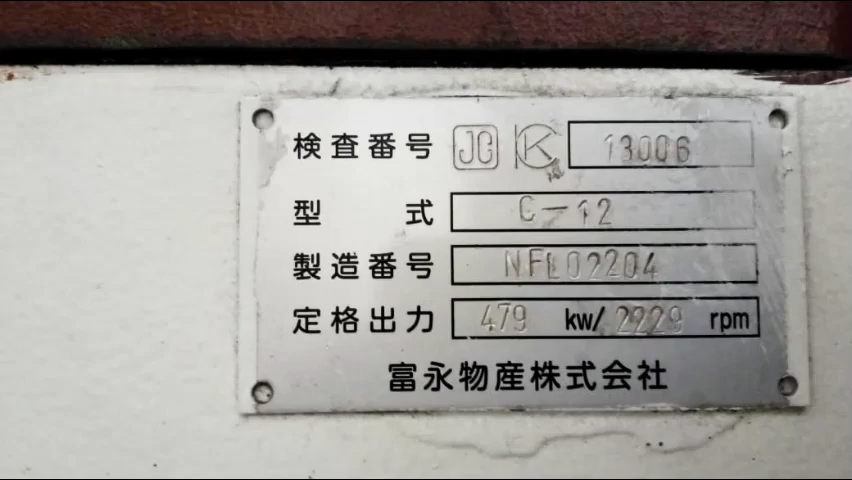 検査番号 JG K 13006
型式 C-12
製造番号 NFL02204
定格出力 479 kw/ 2229 rpm
富永物産株式会社